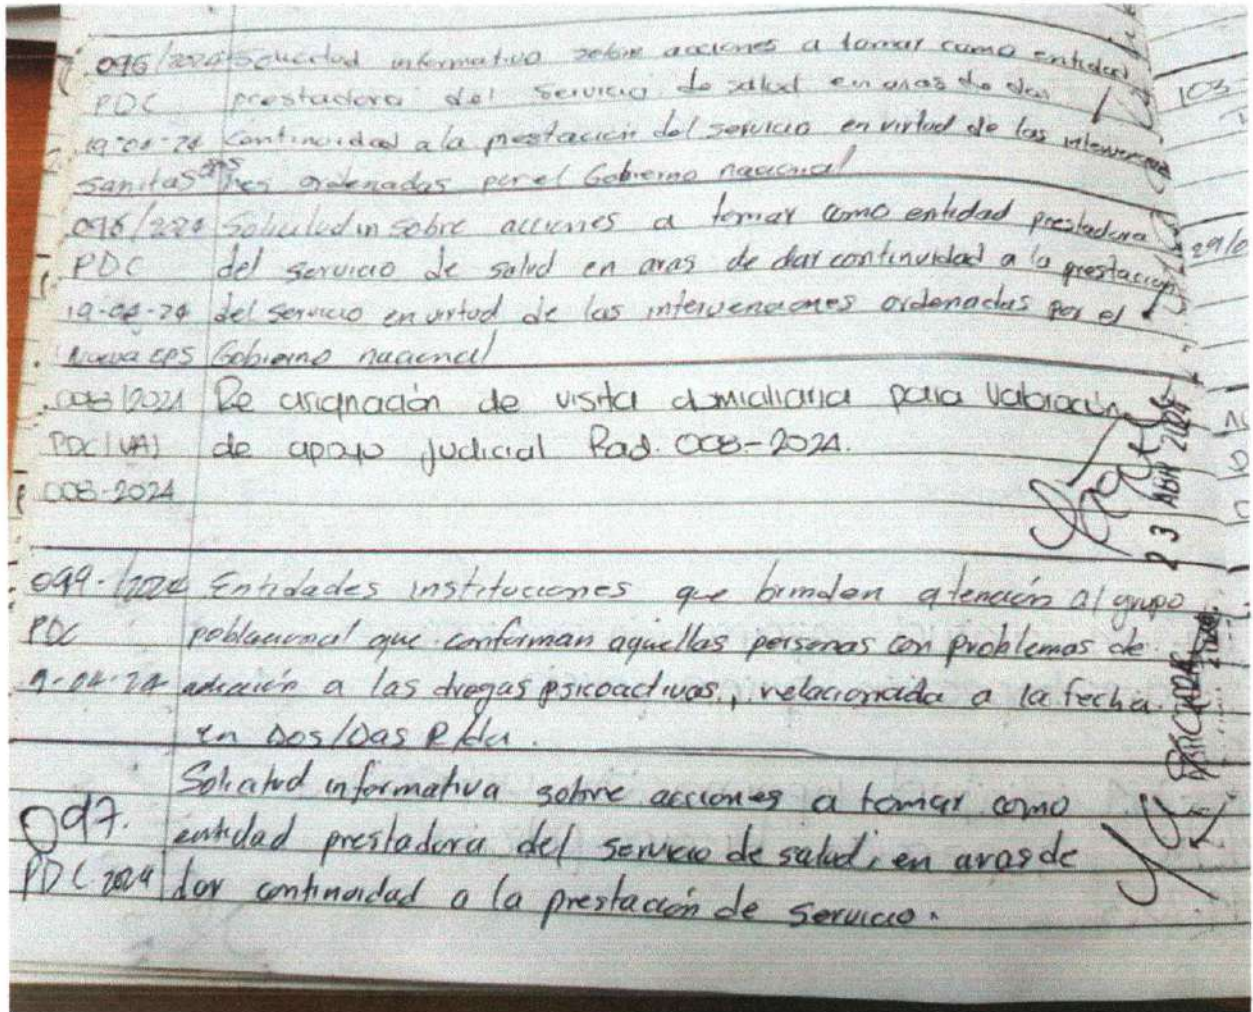 096/2024 Solicitud informativa sobre acciones a tomar como entidad
PDC prestadora del servicio de salud en aras de dar
19-04-24 Continuidad a la prestación del servicio en virtud de las
sanitas eps ordenadas por el Gobierno nacional
/2024 Solicitud in sobre acciones a tomar como entidad prestadora
PDC del servicio de salud en aras de dar continuidad a la prestación
19-04-24 del servicio en virtud de las intervenciones ordenadas por el
Nueva EPS Gobierno nacional
008/2024 Re asignación de visita domiciliaria para Valoración
PDC(VA) de apoyo judicial Rad. 008-2024.
008-2024
099-/2024 Entidades instituciones que brinden atención al grupo
PDC poblacional que conforman aquellas personas con problemas de
9-04-24 adicción a las drogas psicoactivas, relacionada a la fecha.
en
Solicitud informativa sobre acciones a tomar como
097. entidad prestadora del servicio de salud, en aras de
PDC 2024 dar continuidad a la prestación de servicio.
23 ABR 2024
103